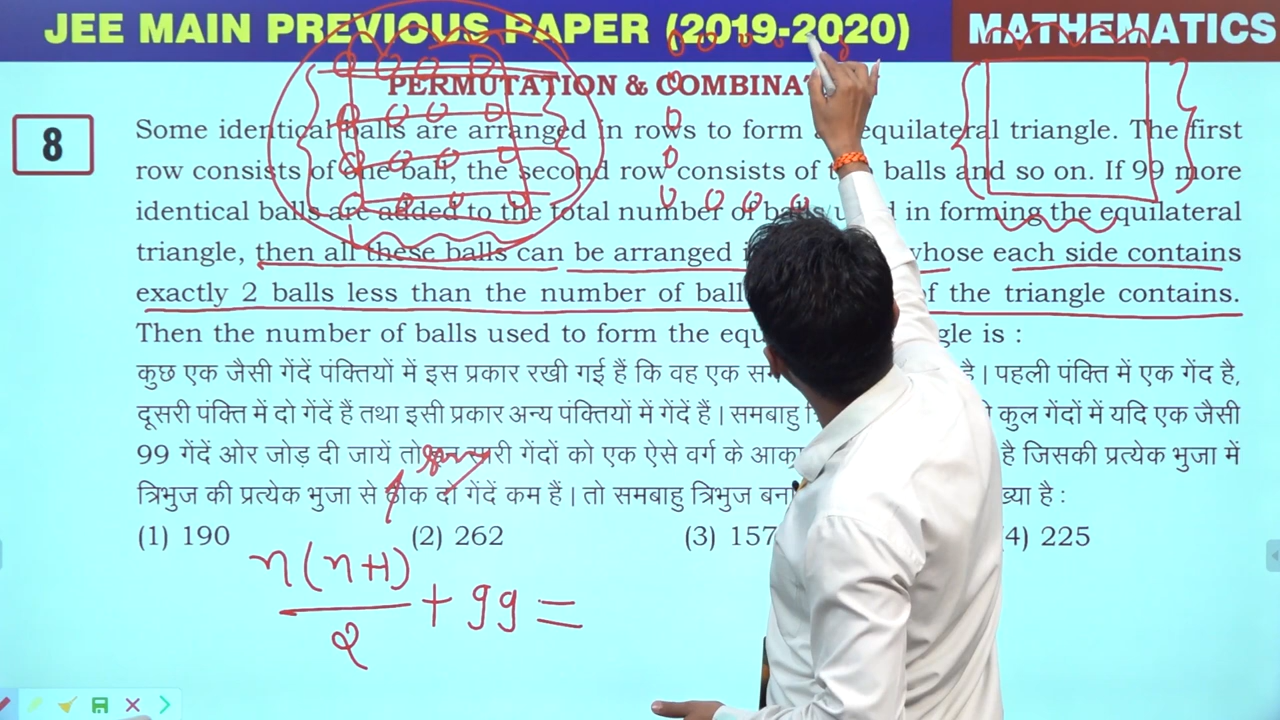 JEE MAIN PREVIOUS PAPER (2019-2020) MATHEMATICS
PERMUTATION & COMBINAT
8
Some identical balls are arranged in rows to form equilateral triangle. The first
row consists of one ball, the second row consists of balls and so on. If 99 more
identical balls are added to the total number of balls in forming the equilateral
triangle, then all these balls can be arranged whose each side contains
exactly 2 balls less than the number of ball of the triangle contains.
Then the number of balls used to form the equ gle is :
कुछ एक जैसी गेंदें पंक्तियों में इस प्रकार रखी गई हैं कि वह एक है। पहली पंक्ति में एक गेंद है,
दूसरी पंक्ति में दो गेंदें हैं तथा इसी प्रकार अन्य पंक्तियों में गेंदें हैं। समबाहु कुल गेंदों में यदि एक जैसी
99 गेंदें ओर जोड़ दी जायें तो सारी गेंदों को एक ऐसे वर्ग के है जिसकी प्रत्येक भुजा में
त्रिभुज की प्रत्येक भुजा से ठीक दो गेंदें कम हैं। तो समबाहु त्रिभुज है :
(1) 190 (2) 262 (3) 157 (4) 225
n(n+1)
+ 99 =
2